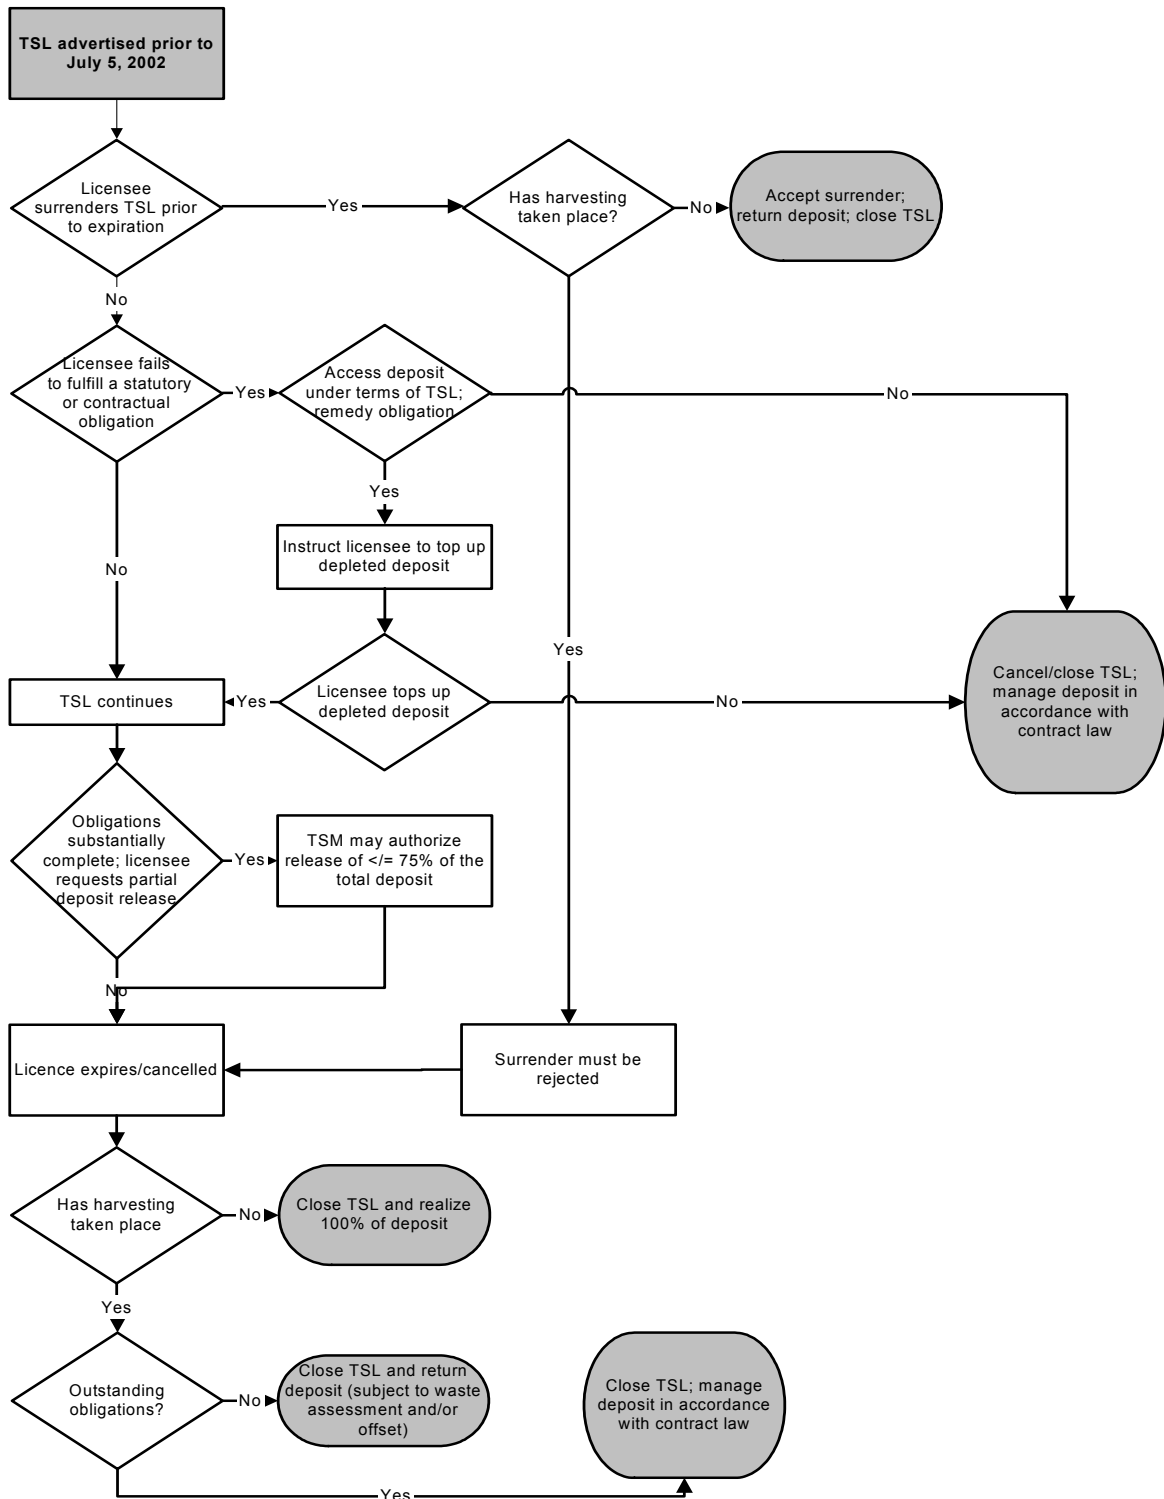 TSL advertised prior to
July 5, 2002
Licensee
surrenders TSL prior
to expiration
Yes
Has harvesting
taken place?
No
Accept surrender;
return deposit; close TSL
No
Licensee fails
to fulfill a statutory
or contractual
obligation
Yes
Access deposit
under terms of TSL;
remedy obligation
No
Yes
Instruct licensee to top up
depleted deposit
No
Yes
TSL continues
Yes
Licensee tops up
depleted deposit
No
Cancel/close TSL;
manage deposit in
accordance with
contract law
Obligations
substantially
complete; licensee
requests partial
deposit release
Yes
TSM may authorize
release of </= 75% of the
total deposit
No
Licence expires/cancelled
Surrender must be
rejected
Has harvesting
taken place
No
Close TSL and realize
100% of deposit
Yes
Outstanding
obligations?
No
Close TSL and return
deposit (subject to waste
assessment and/or
offset)
Close TSL; manage
deposit in accordance
with contract law
Yes